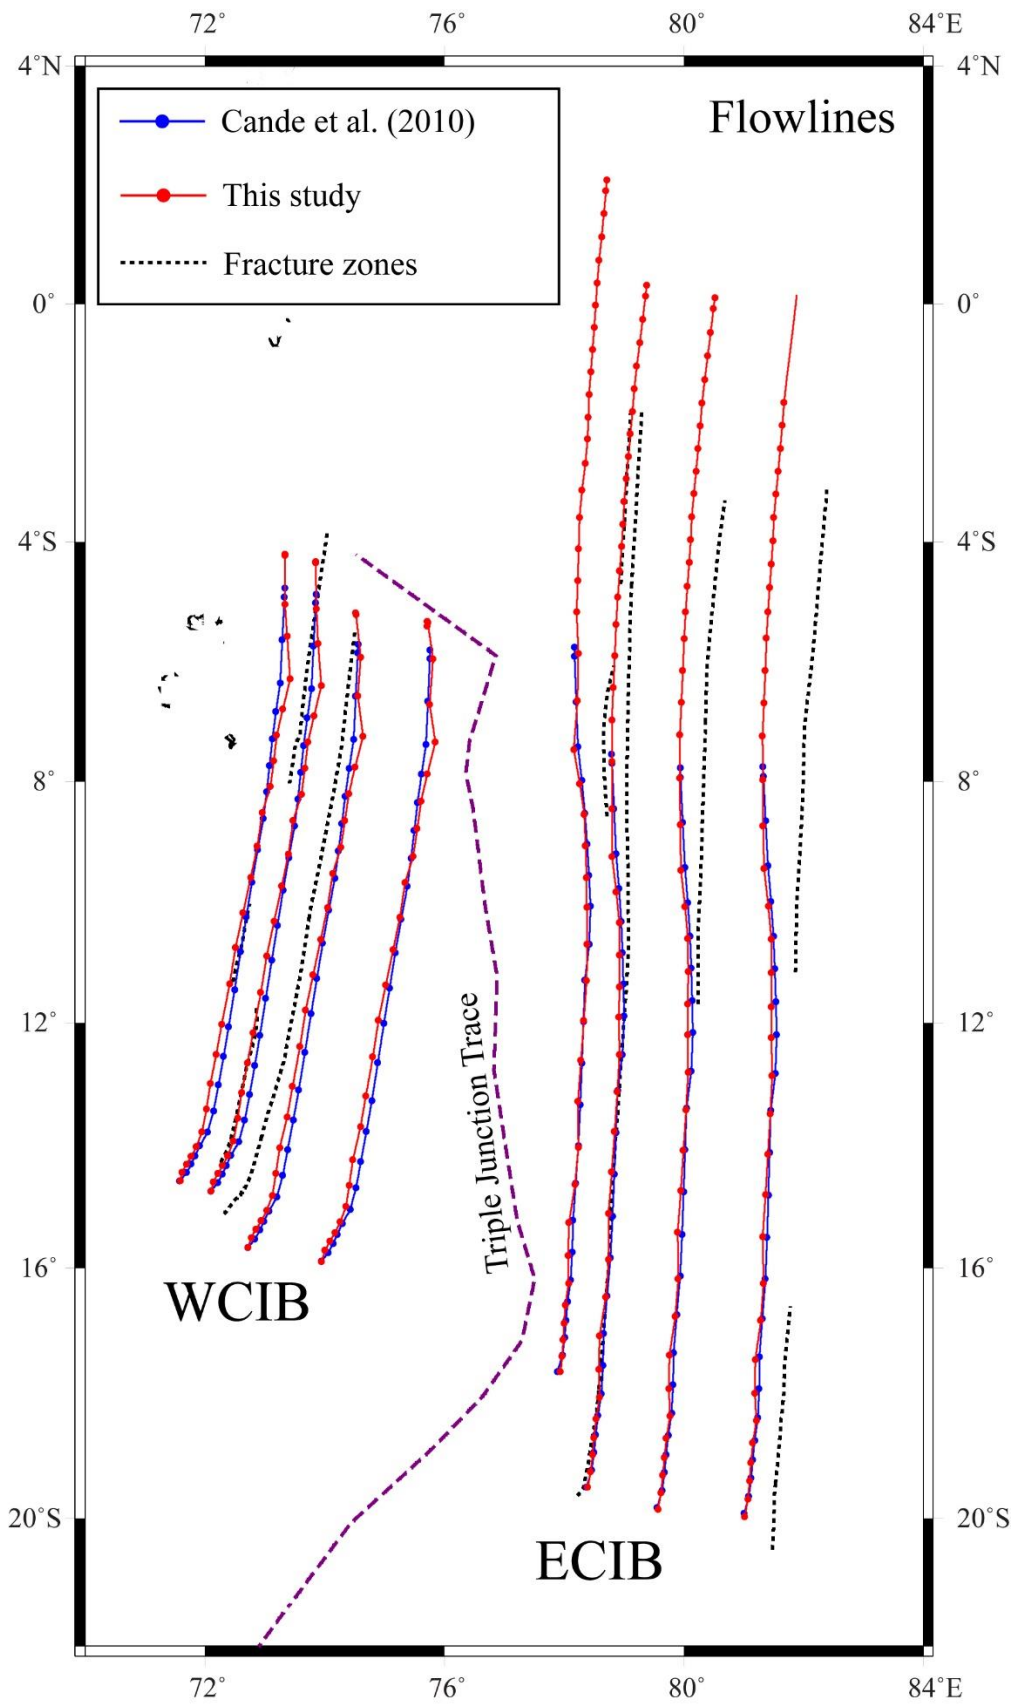 72° 76° 80° 84°E
4°N 4°N
Flowlines
Cande et al. (2010)
This study
Fracture zones
0° 0°
4°S 4°S
8° 8°
12° 12°
Triple Junction Trace
16° 16°
WCIB
20°S 20°S
ECIB
72° 76° 80° 84°E